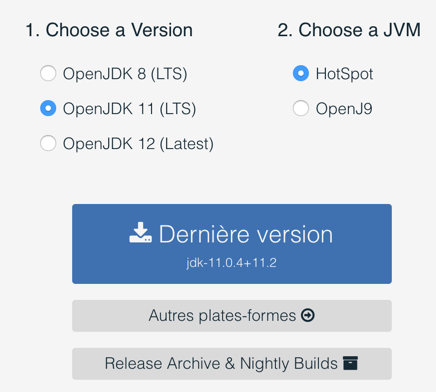 1. Choose a Version
2. Choose a JVM
OpenJDK 8 (LTS)
HotSpot
OpenJDK 11 (LTS)
OpenJ9
OpenJDK 12 (Latest)
Dernière version
jdk-11.0.4+11.2
Autres plates-formes
Release Archive & Nightly Builds